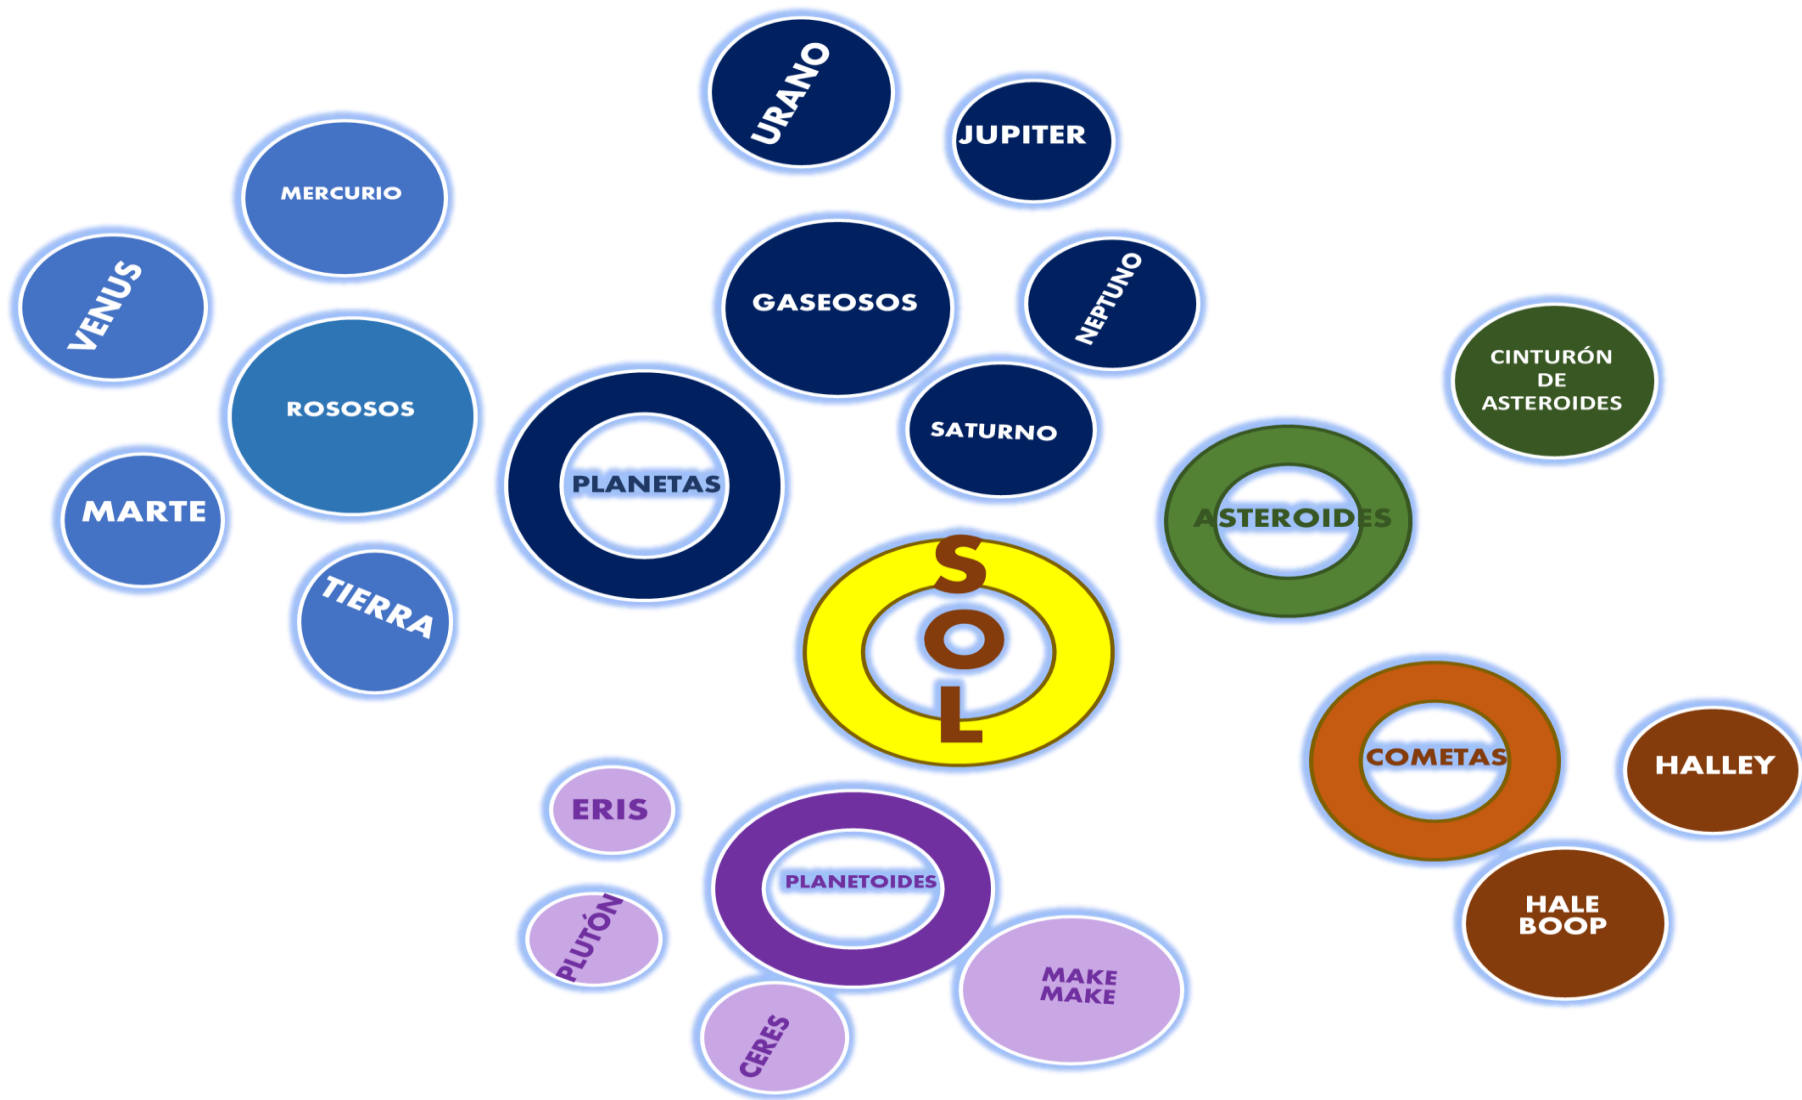 URANO
JUPITER
MERCURIO
VENUS
GASEOSOS
NEPTUNO
ROSOSOS
SATURNO
CINTURÓN
DE
ASTEROIDES
PLANETAS
MARTE
ASTEROIDES
TIERRA
S
O
L
COMETAS
HALLEY
ERIS
PLANETOIDES
HALE
BOOP
PLUTÓN
MAKE
MAKE
CERES